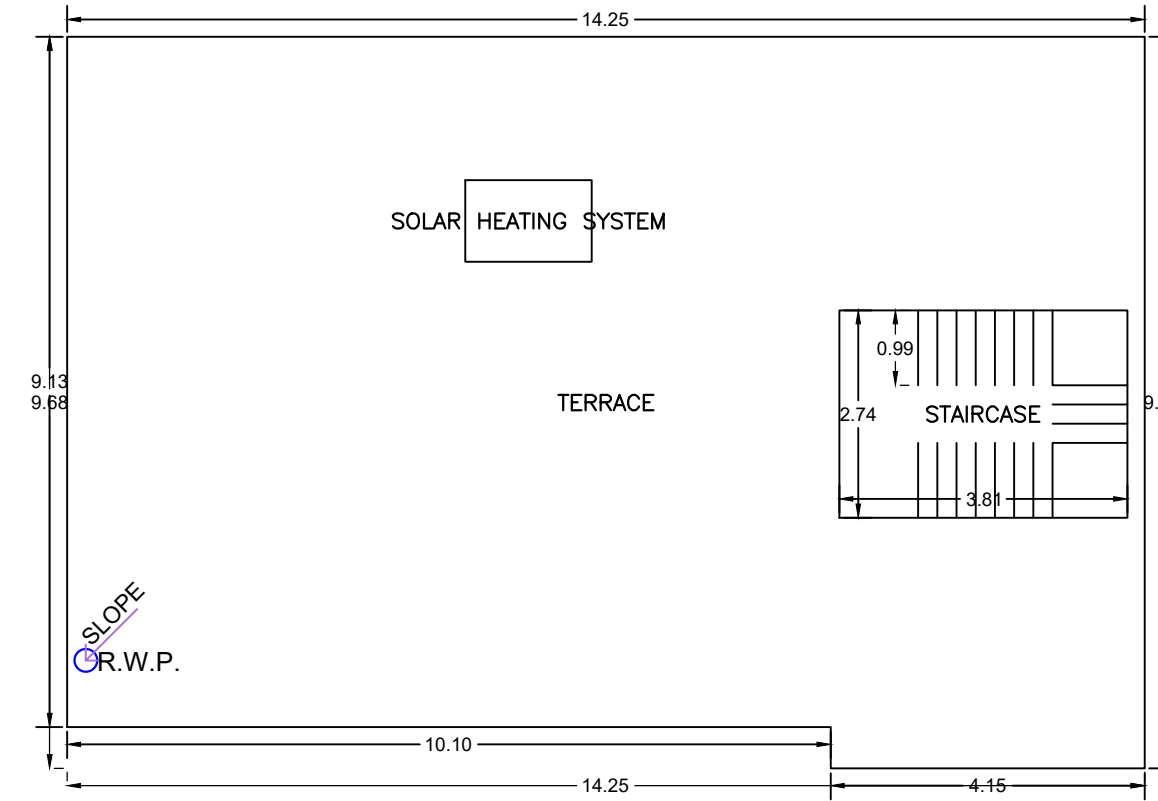 14.25
SOLAR HEATING SYSTEM
0.99
9.13
9.68
TERRACE
2.74
STAIRCASE
9.
3.81
SLOPE
R.W.P.
10.10
14.25
4.15